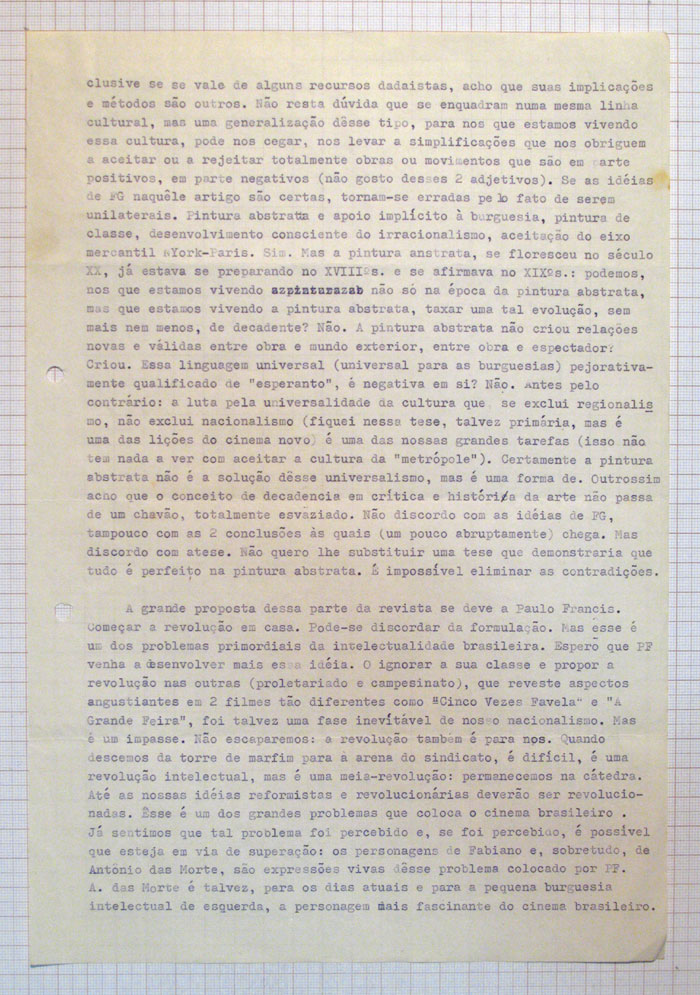 clusive se se vale de alguns recursos dadaistas, acho que suas implicações
e métodos são outros. Não resta dúvida que se enquadram numa mesma linha
cultural, mas uma generalização dêsse tipo, para nos que estamos vivendo
essa cultura, pode nos cegar, nos levar a simplificações que nos obriguem
a aceitar ou a rejeitar totalmente obras ou movimentos que são em parte
positivos, em parte negativos (não gosto desses 2 adjetivos). Se as idéias
de FG naquêle artigo são certas, tornam-se erradas pelo fato de serem
unilaterais. Pintura abstrata e apoio implícito à burguesia, pintura de
classe, desenvolvimento consciente do irracionalismo, aceitação do eixo
mercantil NYork-Paris. Sim. Mas a pintura anstrata, se floresceu no século
XX, já estava se preparando no XVIIIºs. e se afirmava no XIXºs.: podemos,
nos que estamos vivendo não só na época da pintura abstrata,
mas que estamos vivendo a pintura abstrata, taxar uma tal evolução, sem
mais nem menos, de decadente? Não. A pintura abstrata não criou relações
novas e válidas entre obra e mundo exterior, entre obra e espectador?
Criou. Essa linguagem universal (universal para as burguesias) pejorativa-
mente qualificado de "esperanto", é negativa em si? Não. Antes pelo
contrário: a luta pela universalidade da cultura que, se exclui regionalis
mo, não exclui nacionalismo (fiquei nessa tese, talvez primária, mas é
uma das lições do cinema novo) é uma das nossas grandes tarefas (isso não
tem nada a ver com aceitar a cultura da "metrópole"). Certamente a pintura
abstrata não é a solução dêsse universalismo, mas é uma forma de. Outrossim
acho que o conceito de decadencia em crítica e história da arte não passa
de um chavão, totalmente esvaziado. Não discordo com as idéias de FG,
tampouco com as 2 conclusões às quais (um pouco abruptamente) chega. Mas
discordo com atese. Não quero lhe substituir uma tese que demonstraria que
tudo é perfeito na pintura abstrata. É impossível eliminar as contradições.
A grande proposta dessa parte da revista se deve a Paulo Francis.
Começar a revolução em casa. Pode-se discordar da formulação. Mas êsse é
um dos problemas primordiais da intelectualidade brasileira. Espero que PF
venha a desenvolver mais essa idéia. O ignorar a sua classe e propor a
revolução nas outras (proletariado e campesinato), que reveste aspectos
angustiantes em 2 filmes tão diferentes como "Cinco Vezes Favela" e "A
Grande Feira", foi talvez uma fase inevitável de nosso nacionalismo. Mas
é um impasse. Não escaparemos: a revolução também é para nos. Quando
descemos da torre de marfim para a arena do sindicato, é difícil, é uma
revolução intelectual, mas é uma meia-revolução: permanecemos na cátedra.
Até as nossas idéias reformistas e revolucionárias deverão ser revolucio-
nadas. Êsse é um dos grandes problemas que coloca o cinema brasileiro .
Já sentimos que tal problema foi percebido e, se foi percebido, é possível
que esteja em via de superação: os personagens de Fabiano e, sobretudo, de
Antônio das Morte, são expressões vivas dêsse problema colocado por PF.
A. das Morte é talvez, para os dias atuais e para a pequena burguesia
intelectual de esquerda, a personagem mais fascinante do cinema brasileiro.